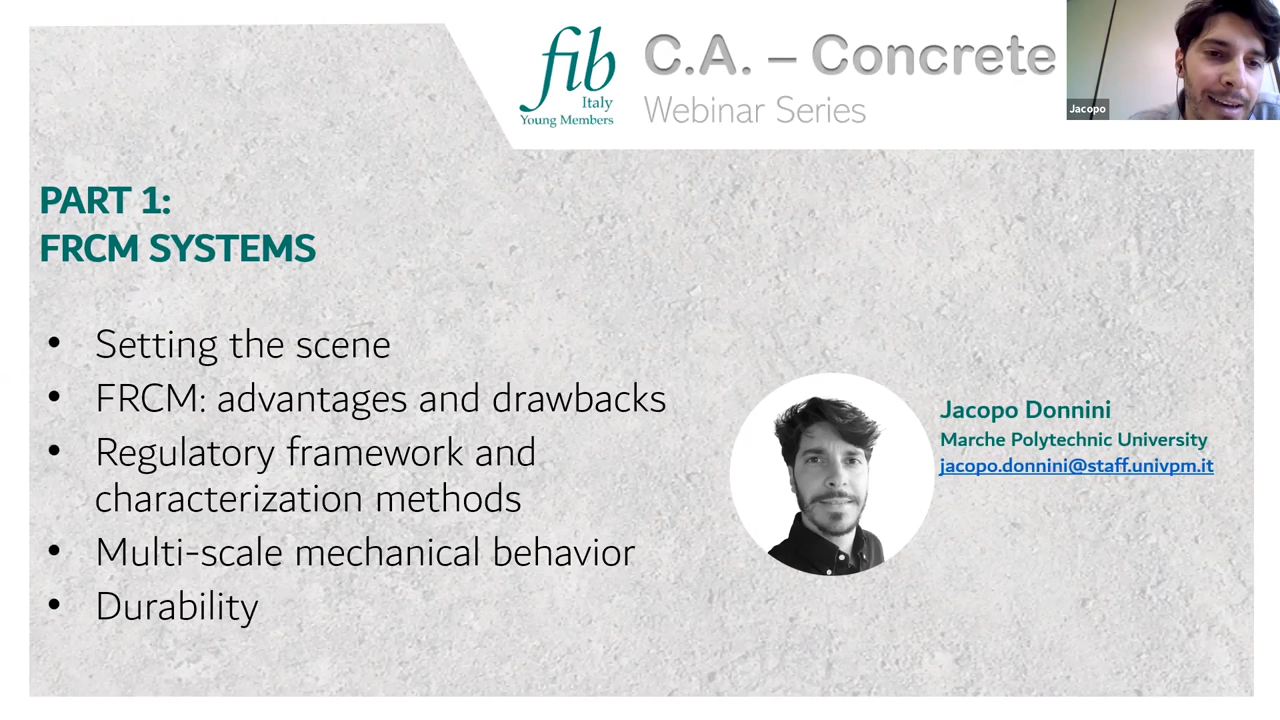 fib
Italy
Young Members
C.A. – Concrete
Webinar Series
Jacopo
PART 1:
FRCM SYSTEMS
• Setting the scene
• FRCM: advantages and drawbacks
• Regulatory framework and
characterization methods
• Multi-scale mechanical behavior
• Durability
Jacopo Donnini
Marche Polytechnic University
jacopo.donnini@staff.univpm.it